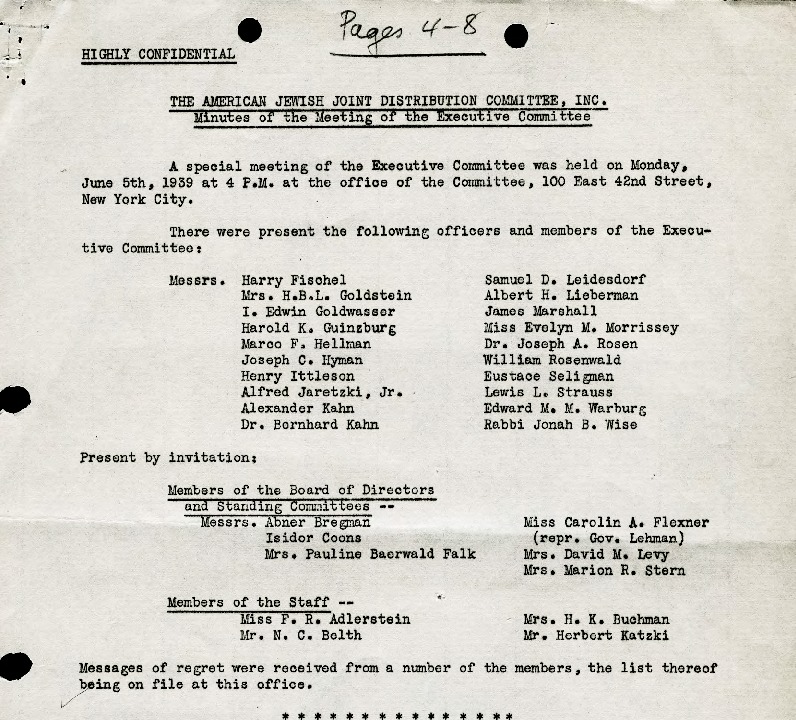 Pages 4-8
HIGHLY CONFIDENTIAL
THE AMERICAN JEWISH JOINT DISTRIBUTION COMMITTEE, INC.
Minutes of the Meeting of the Executive Committee
A special meeting of the Executive Committee was held on Monday,
June 5th, 1939 at 4 P.M. at the office of the Committee, 100 East 42nd Street,
New York City.
There were present the following officers and members of the Execu-
tive Committee:
Messrs. Harry Fischel Samuel D. Leidesdorf
Mrs. H.B.L. Goldstein Albert H. Lieberman
I. Edwin Goldwasser James Marshall
Harold K. Guinzburg Miss Evelyn M. Morrissey
Marco F. Hellman Dr. Joseph A. Rosen
Joseph C. Hyman William Rosenwald
Henry Ittleson Eustace Seligman
Alfred Jaretzki, Jr. Lewis L. Strauss
Alexander Kahn Edward M. M. Warburg
Dr. Bernhard Kahn Rabbi Jonah B. Wise
Present by invitation:
Members of the Board of Directors
and Standing Committees --
Messrs. Abner Bregman Miss Carolin A. Flexner
Isidor Coons (repr. Gov. Lehman)
Mrs. Pauline Baerwald Falk Mrs. David M. Levy
Mrs. Marion R. Stern
Members of the Staff --
Miss F. R. Adlerstein Mrs. H. K. Buchman
Mr. N. C. Belth Mr. Herbert Katzki
Messages of regret were received from a number of the members, the list thereof
being on file at this office.
* * * * * * * * * * * * * * *